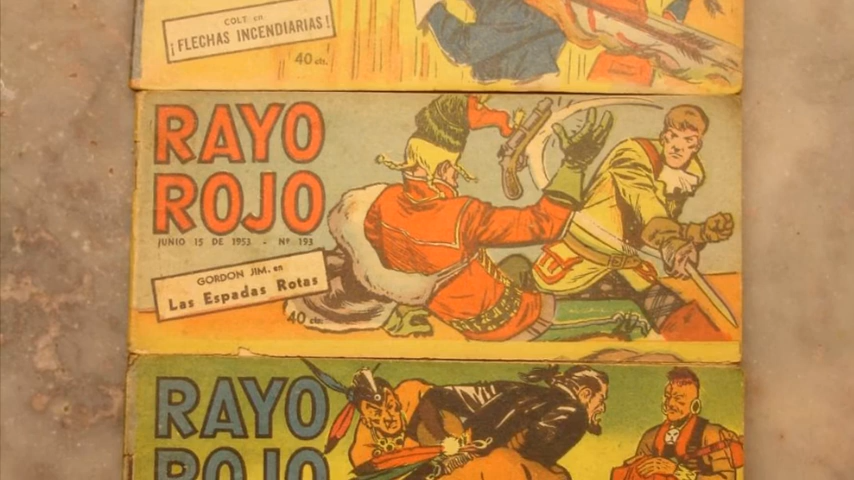 COLT en
¡FLECHAS INCENDIARIAS!
40 cts.
RAYO
ROJO
JUNIO 15 DE 1953 - Nº 193
GORDON JIM. en
Las Espadas Rotas
40 cts.
RAYO
ROJO